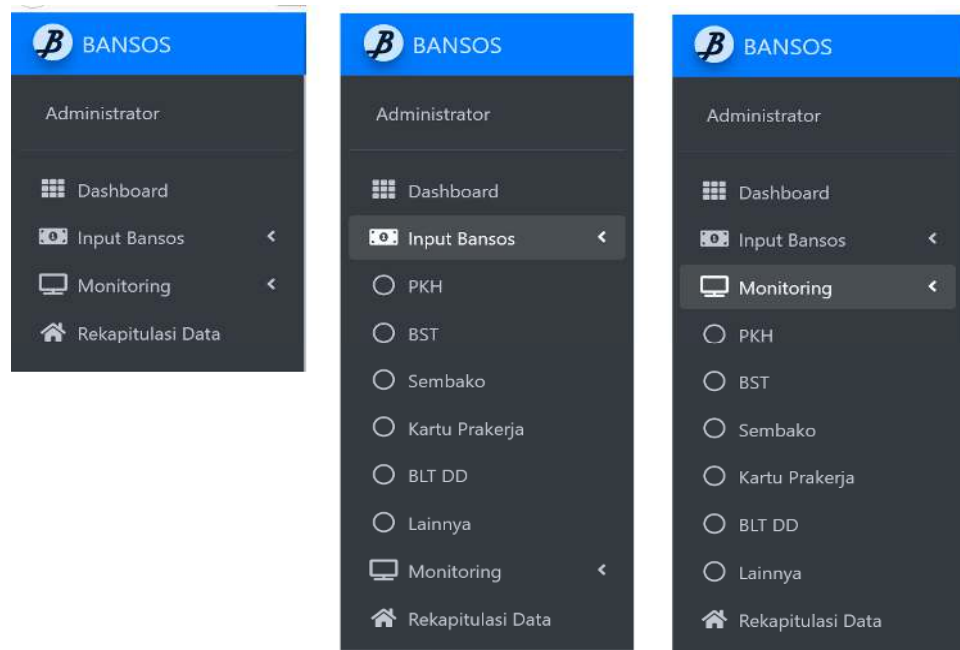 B BANSOS
Administrator
Dashboard
Input Bansos
Monitoring
Rekapitulasi Data
B BANSOS
Administrator
Dashboard
Input Bansos
PKH
BST
Sembako
Kartu Prakerja
BLT DD
Lainnya
Monitoring
Rekapitulasi Data
B BANSOS
Administrator
Dashboard
Input Bansos
Monitoring
PKH
BST
Sembako
Kartu Prakerja
BLT DD
Lainnya
Rekapitulasi Data